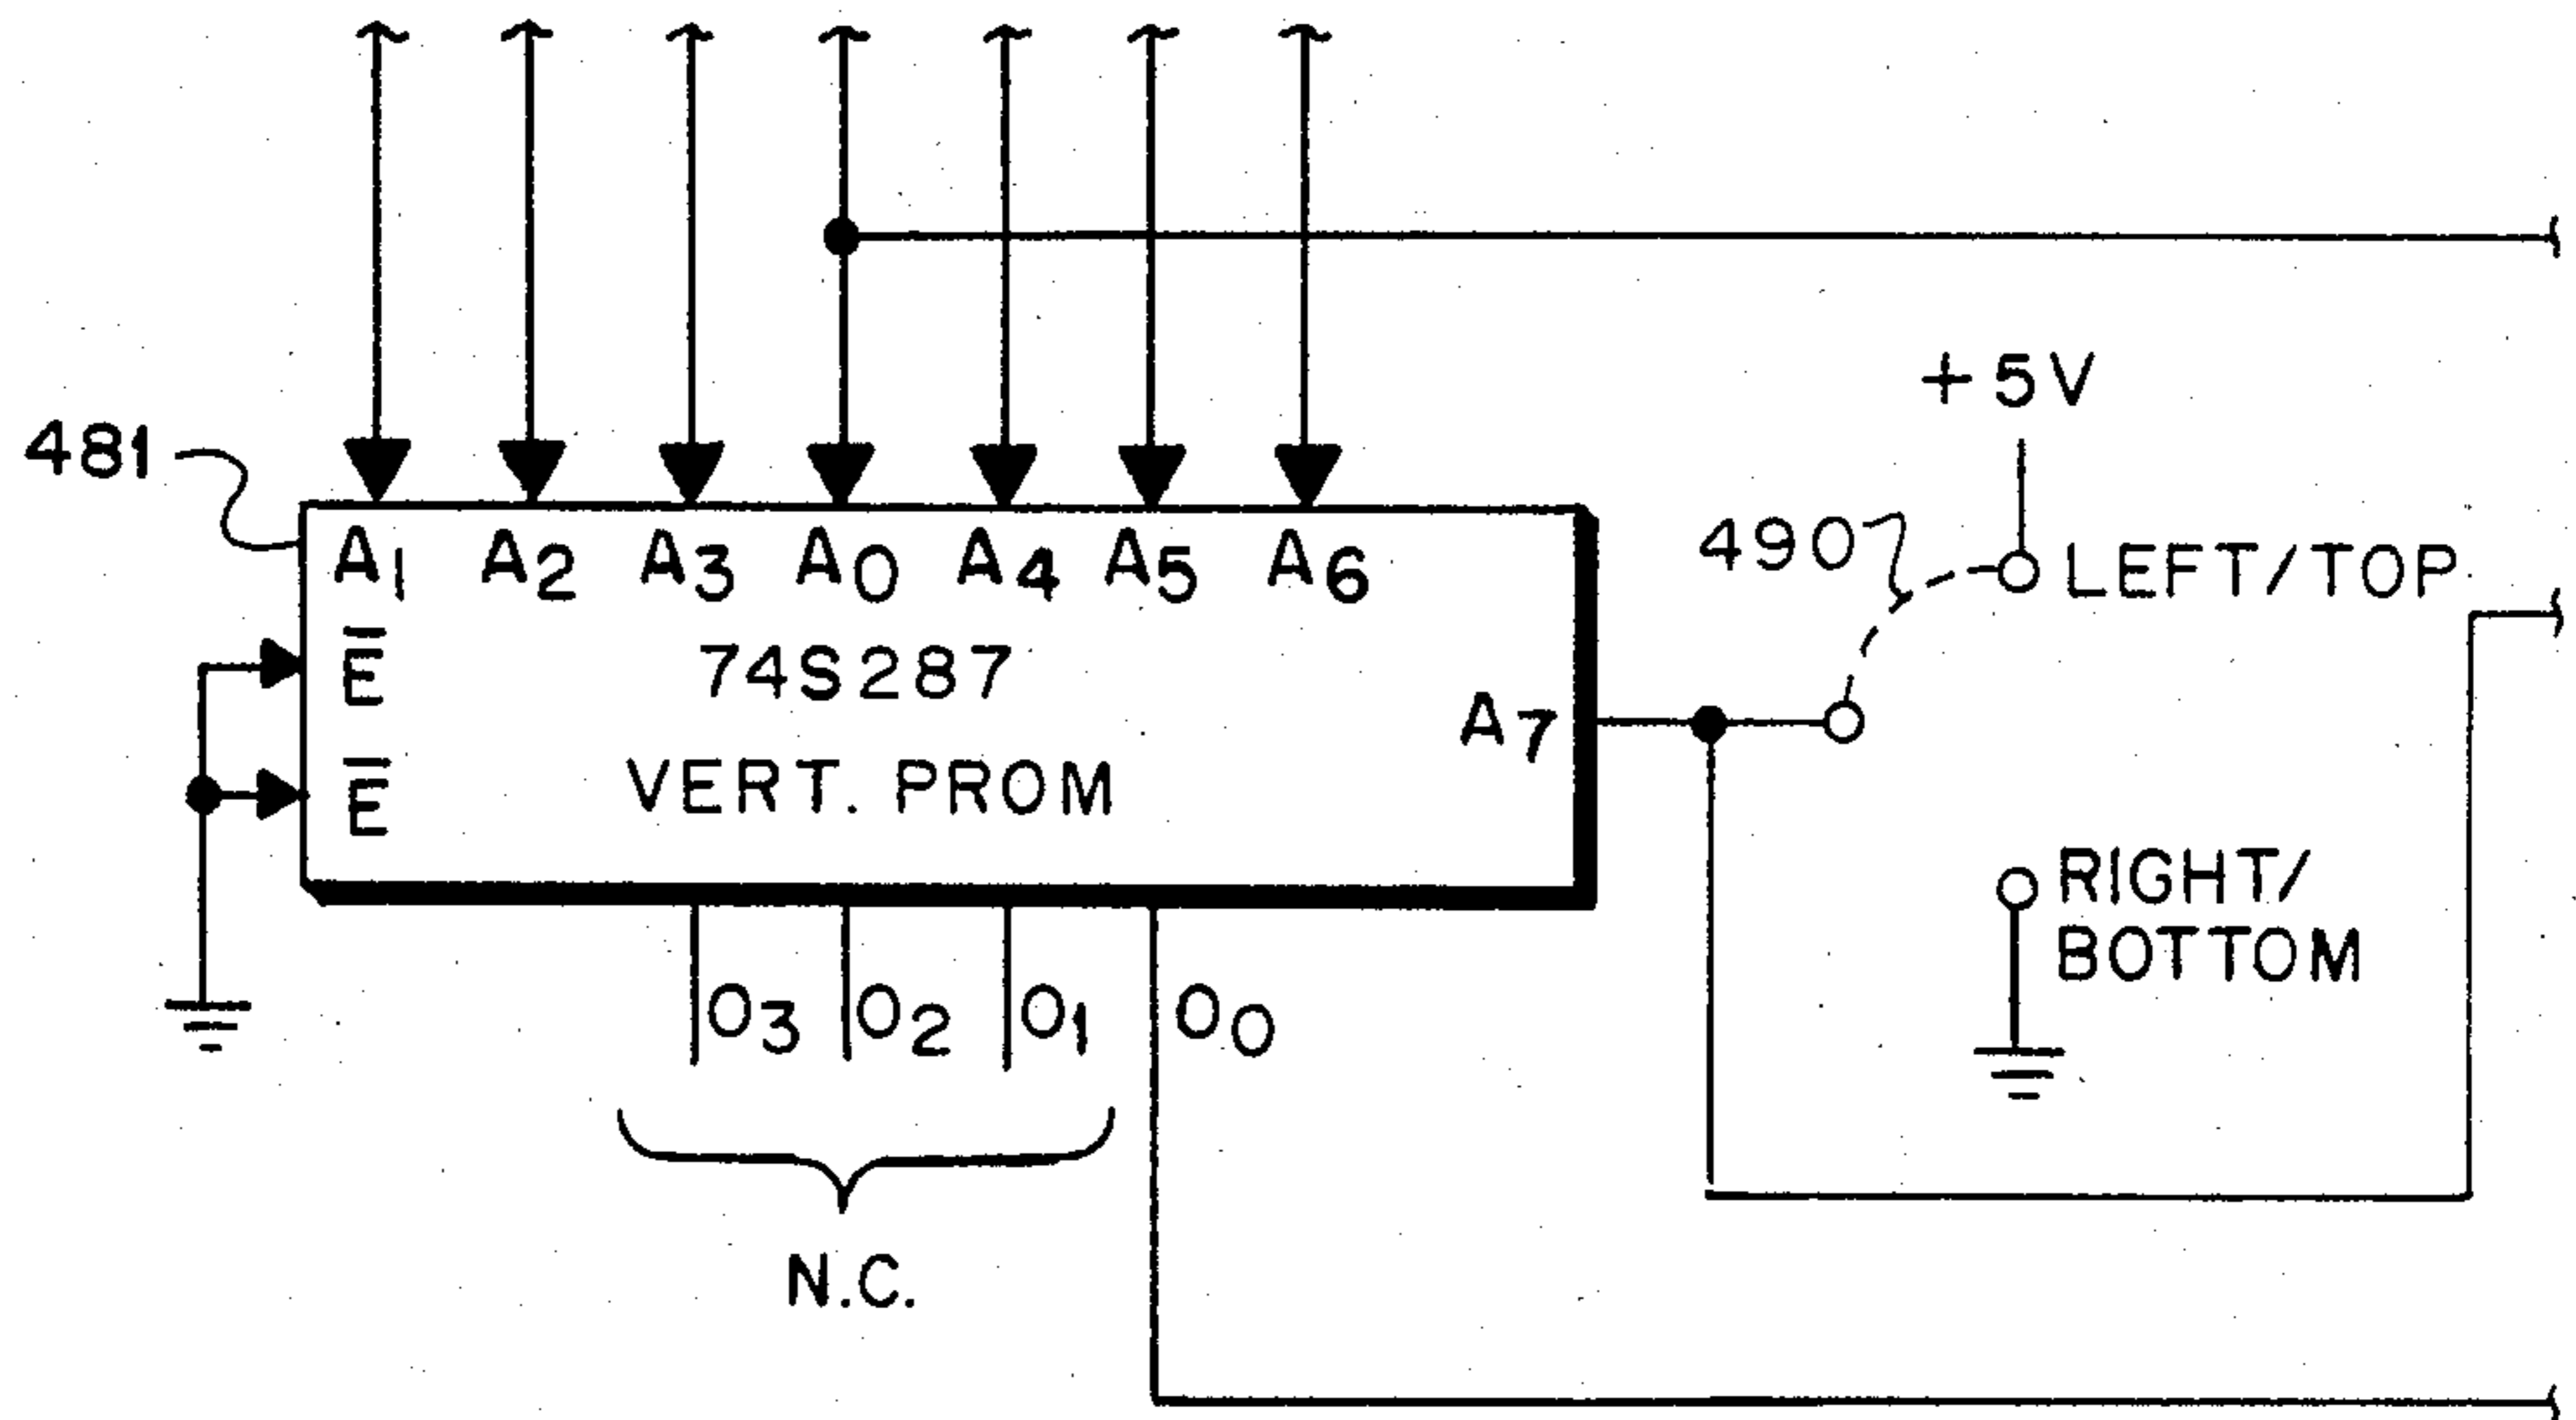 +5V
481
490
LEFT/TOP
A1 A2 A3 A0 A4 A5 A6
E̅
74S287
A7
E̅
VERT. PROM
RIGHT/
BOTTOM
O3 O2 O1 O0
N.C.